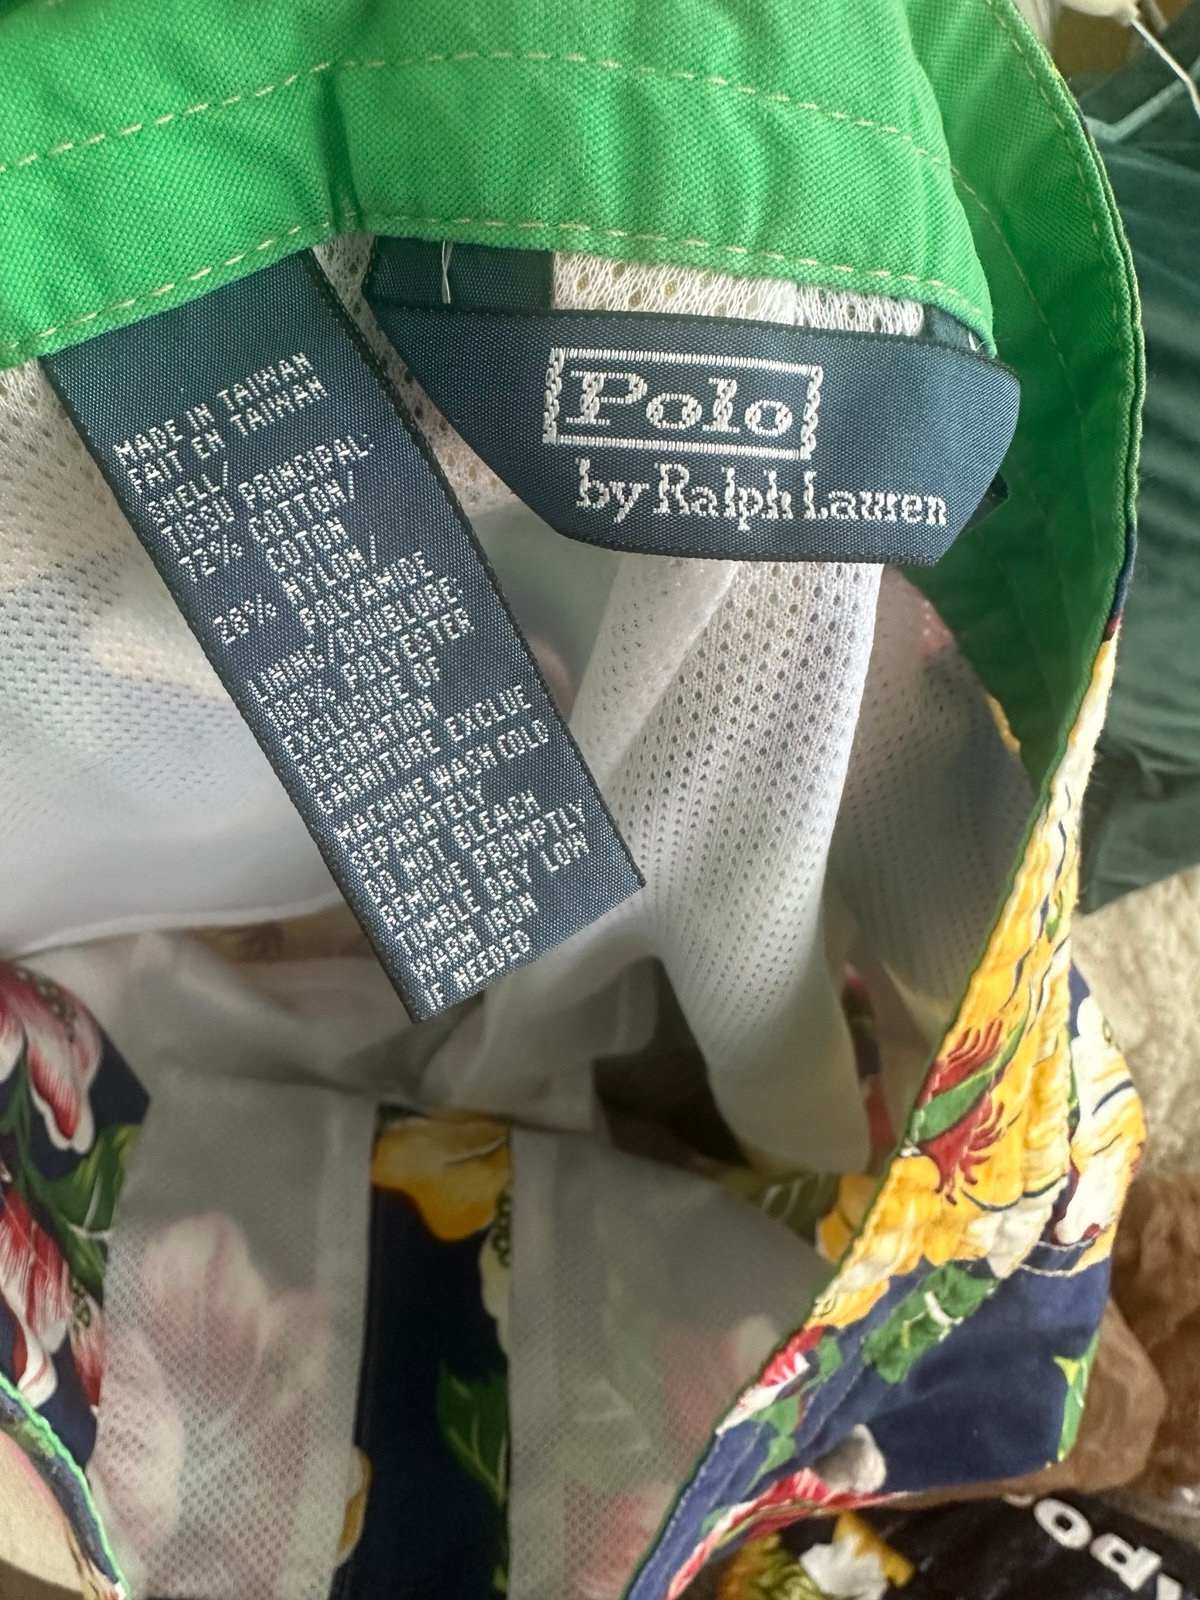 MADE IN TAIWAN
FAIT EN TAIWAN
SHELL/
TISSU PRINCIPAL:
72% COTTON/
COTON
28% NYLON/
POLYAMIDE
LINING/DOUBLURE
100% POLYESTER
EXCLUSIVE OF
DECORATION
GARNITURE EXCLUE
MACHINE WASH COLD
SEPARATELY
DO NOT BLEACH
REMOVE PROMPTLY
TUMBLE DRY LOW
WARM IRON
IF NEEDED
Polo
by Ralph Lauren